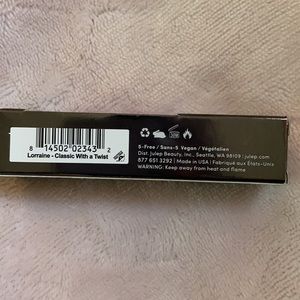 8 14502 02343 2
Lorraine - Classic With a Twist
5-Free / Sans-5 Vegan / Végétalien
Dist. Julep Beauty, Inc., Seattle, WA 98109 | julep.com
877 651 3292 | Made in USA | Fabriqué aux États-Unis
WARNING: Keep away from heat and flame